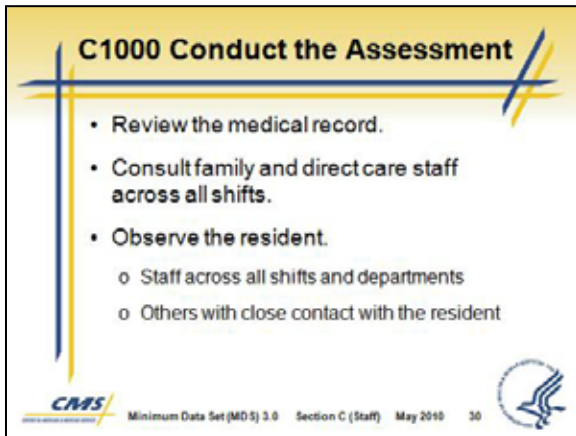 C1000 Conduct the Assessment
• Review the medical record.
• Consult family and direct care staff
across all shifts.
• Observe the resident.
o Staff across all shifts and departments
o Others with close contact with the resident
CMS
Minimum Data Set (MDS) 3.0 Section C (Staff) May 2010 30